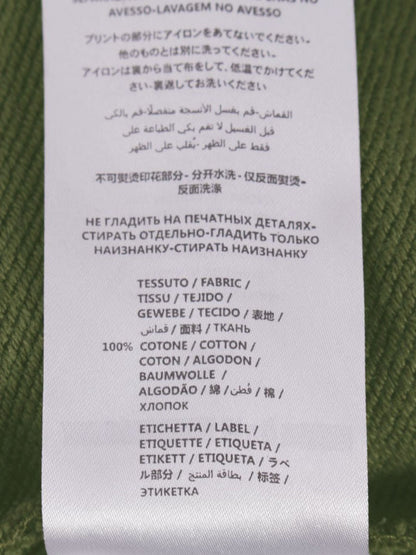 AVESSO-LAVAGEM NO AVESSO
プリントの部分にアイロンをあてないでください。
他のものとは別に洗ってください。
アイロンは裏から当て布をして、低温でかけてくだ
さい-裏返してお洗いください
القماش-قم بغسل الأنسجة منفصلًا-قم بالكي
قبل الغسيل لا تقم بكي الطباعة على
فقط على الظهر -يُقلب على الظهر
不可熨烫印花部分- 分开水洗 - 仅反面熨烫-
反面洗涤
НЕ ГЛАДИТЬ НА ПЕЧАТНЫХ ДЕТАЛЯХ-
СТИРАТЬ ОТДЕЛЬНО-ГЛАДИТЬ ТОЛЬКО
НАИЗНАНКУ-СТИРАТЬ НАИЗНАНКУ
TESSUTO / FABRIC /
TISSU / TEJIDO /
GEWEBE / TECIDO / 表地 /
قماش / 面料 / ТКАНЬ
100% COTONE / COTTON /
COTON / ALGODON /
BAUMWOLLE /
ALGODÃO / 綿 / قُطن / 棉 /
ХЛОПОК
ETICHETTA / LABEL /
ETIQUETTE / ETIQUETA /
ETIKETT / ETIQUETA / ラベ
ル部分 / بطاقة المنتج / 标签 /
ЭТИКЕТКА